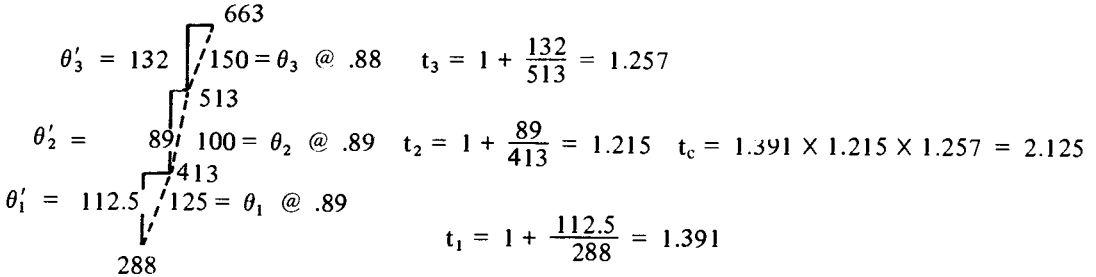 663
θ′₃ = 132 150 = θ₃ @ .88 t₃ = 1 + 132/513 = 1.257
513
θ′₂ = 89 100 = θ₂ @ .89 t₂ = 1 + 89/413 = 1.215 t_c = 1.391 × 1.215 × 1.257 = 2.125
413
θ′₁ = 112.5 125 = θ₁ @ .89
t₁ = 1 + 112.5/288 = 1.391
288